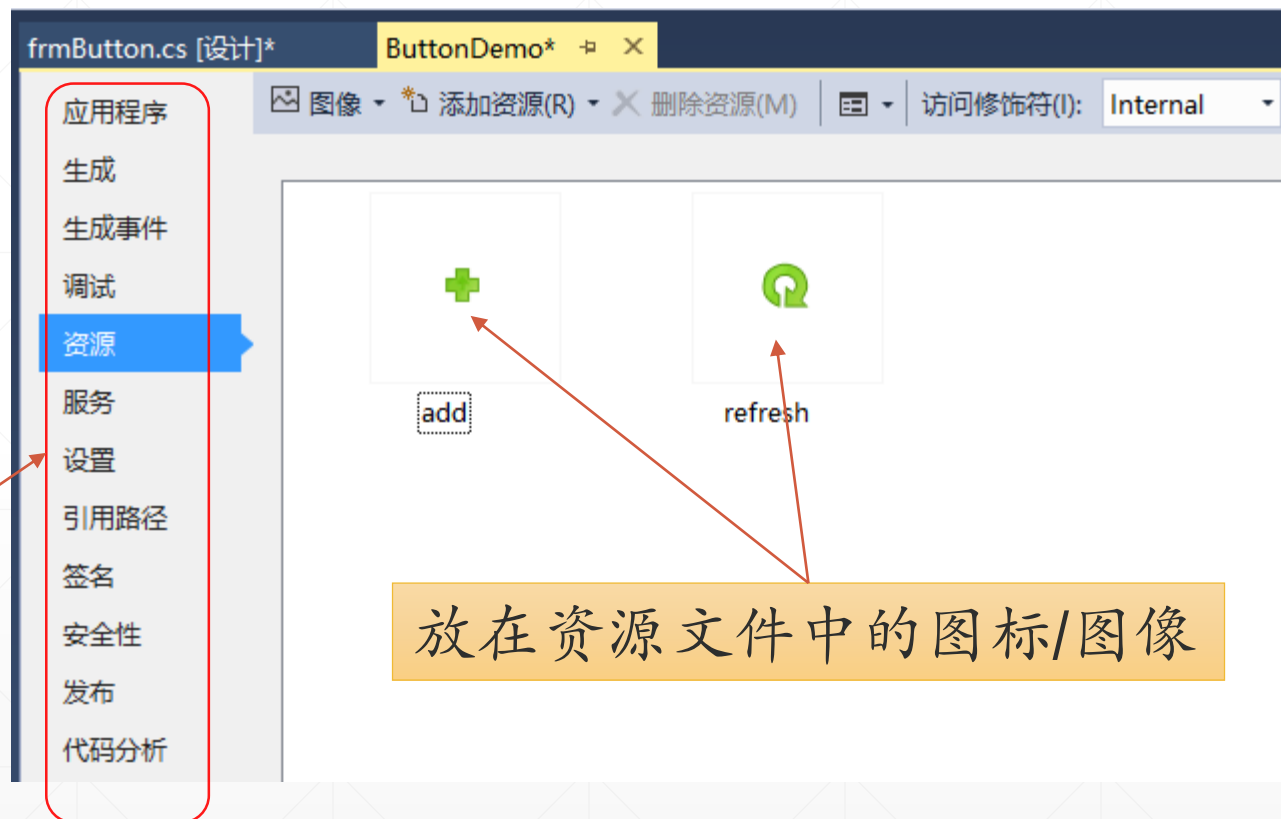 frmButton.cs [设计]*
ButtonDemo*
图像
添加资源(R)
删除资源(M)
访问修饰符(I):
Internal
应用程序
生成
生成事件
调试
资源
服务
设置
引用路径
签名
安全性
发布
代码分析
add
refresh
放在资源文件中的图标/图像